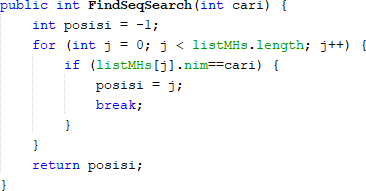 public int FindSeqSearch(int cari) {
    int posisi = -1;
    for (int j = 0; j < listMHs.length; j++) {
        if (listMHs[j].nim==cari) {
            posisi = j;
            break;
        }
    }
    return posisi;
}